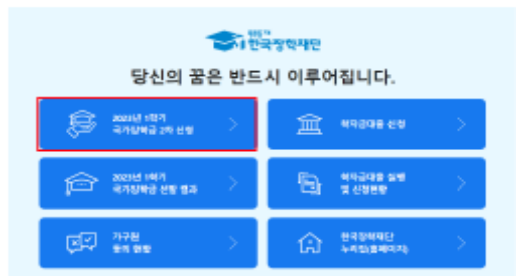 한국장학재단
당신의 꿈은 반드시 이루어집니다.
2023년 1학기
국가장학금 2차 신청
학자금대출 신청
2023년 1학기
국가장학금 선발 결과
학자금대출 실행
및 신청현황
가구원
동의 현황
한국장학재단
누리집(홈페이지)